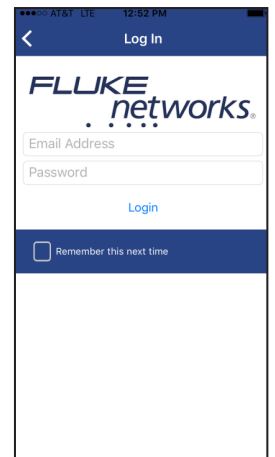 AT&T LTE 12:52 PM
Log In
FLUKE
networks®
Email Address
Password
Login
Remember this next time